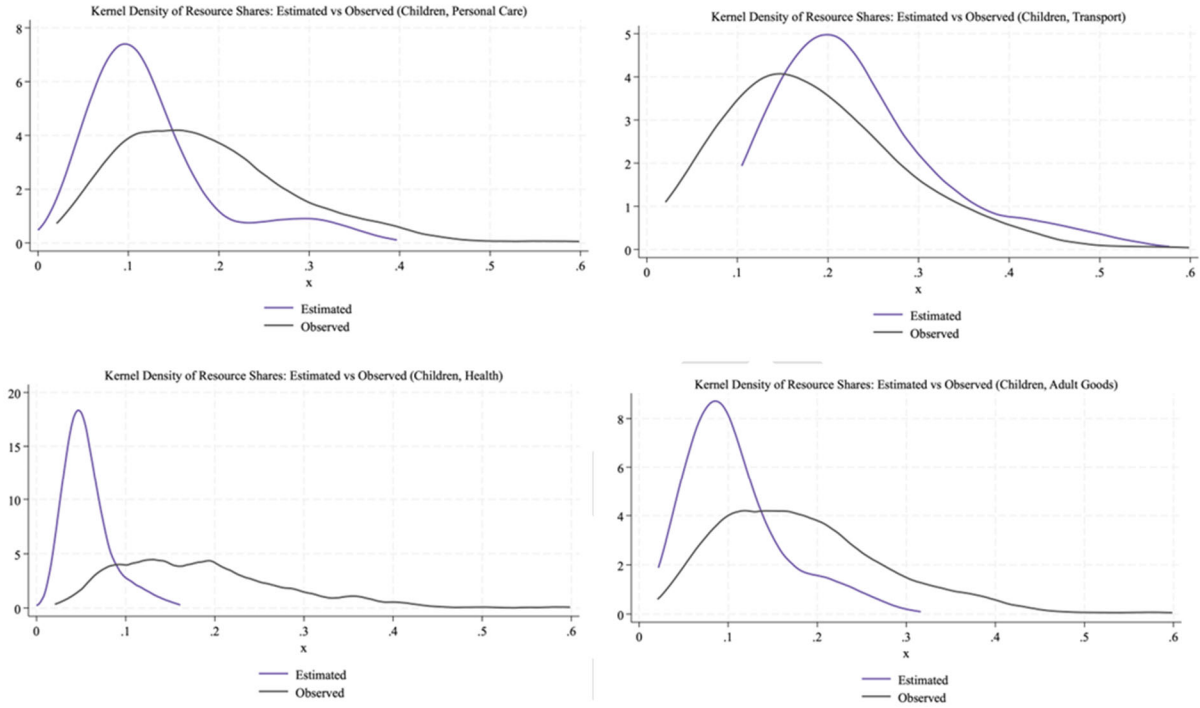 Kernel Density of Resource Shares: Estimated vs Observed (Children, Personal Care)
8
6
4
2
0
0 .1 .2 .3 .4 .5 .6
x
Estimated
Observed
Kernel Density of Resource Shares: Estimated vs Observed (Children, Transport)
5
4
3
2
1
0
0 .1 .2 .3 .4 .5 .6
x
Estimated
Observed
Kernel Density of Resource Shares: Estimated vs Observed (Children, Health)
20
15
10
5
0
0 .1 .2 .3 .4 .5 .6
x
Estimated
Observed
Kernel Density of Resource Shares: Estimated vs Observed (Children, Adult Goods)
8
6
4
2
0
0 .1 .2 .3 .4 .5 .6
x
Estimated
Observed